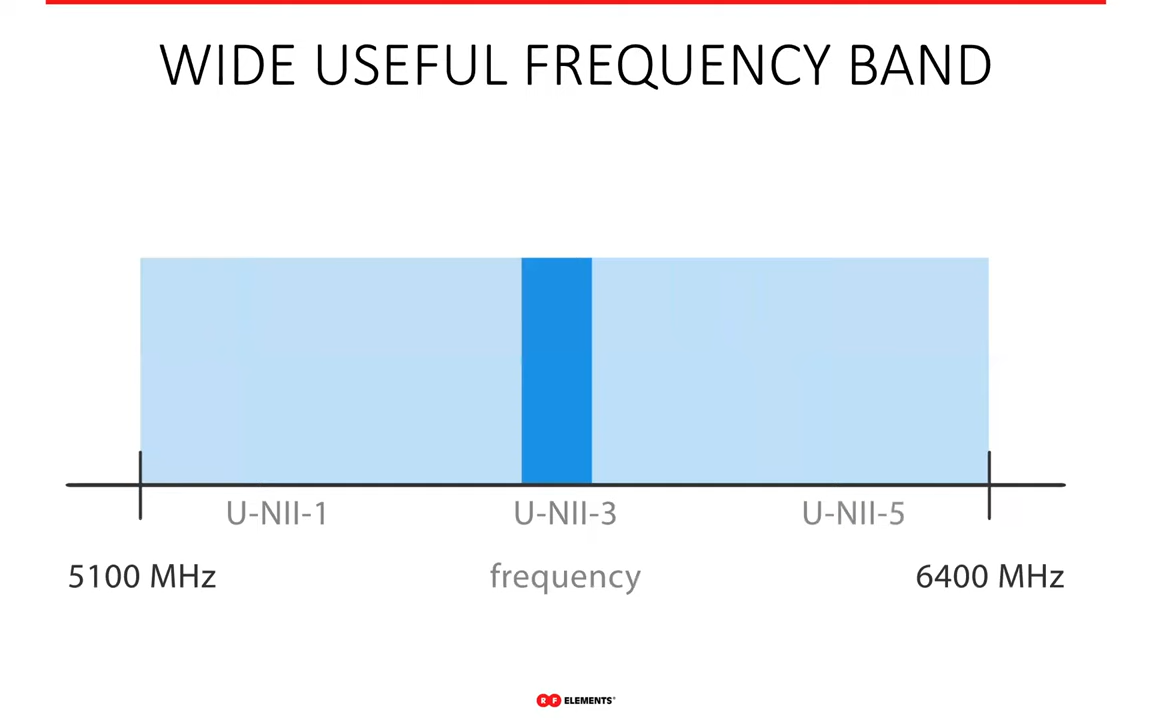 WIDE USEFUL FREQUENCY BAND
U-NII-1 U-NII-3 U-NII-5
5100 MHz frequency 6400 MHz
RF ELEMENTS®